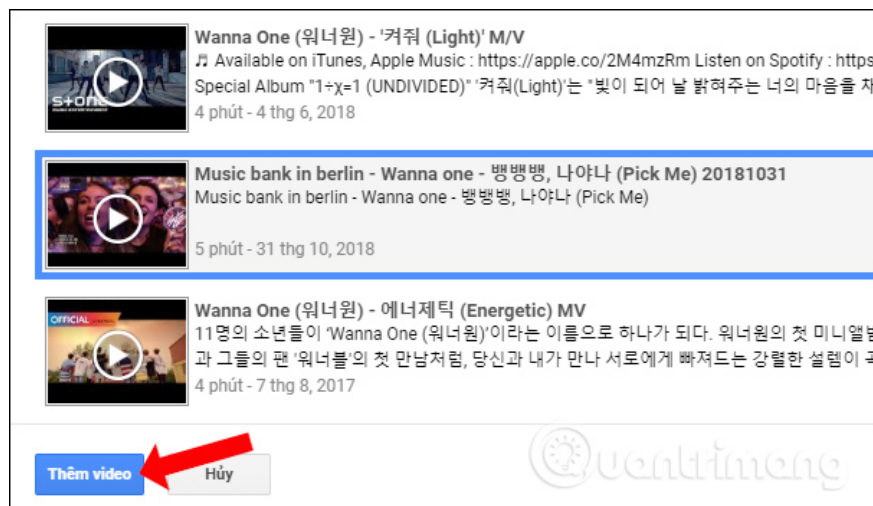 Wanna One (워너원) - '켜줘 (Light)' M/V
♬ Available on iTunes, Apple Music : https://apple.co/2M4mzRm Listen on Spotify : https
Special Album "1÷χ=1 (UNDIVIDED)" '켜줘(Light)'는 "빛이 되어 날 밝혀주는 너의 마음을 채
4 phút - 4 thg 6, 2018
STONE
Music bank in berlin - Wanna one - 뱅뱅뱅, 나야나 (Pick Me) 20181031
Music bank in berlin - Wanna one - 뱅뱅뱅, 나야나 (Pick Me)
5 phút - 31 thg 10, 2018
Wanna One (워너원) - 에너제틱 (Energetic) MV
OFFICIAL
11명의 소년들이 ‘Wanna One (워너원)’이라는 이름으로 하나가 되다. 워너원의 첫 미니앨범
과 그들의 팬 '워너블'의 첫 만남처럼, 당신과 내가 만나 서로에게 빠져드는 강렬한 설렘이 곡
4 phút - 7 thg 8, 2017
Thêm video
Hủy
Quantrimang